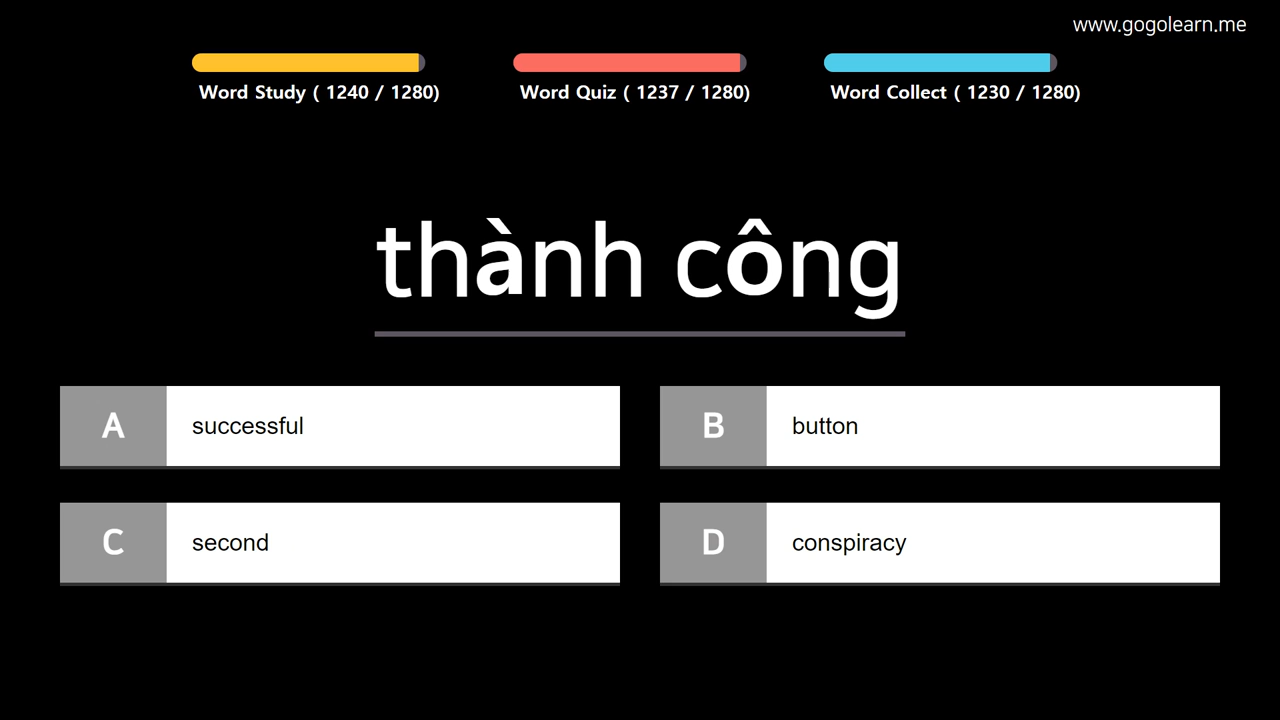 www.gogolearn.me
Word Study ( 1240 / 1280)
Word Quiz ( 1237 / 1280)
Word Collect ( 1230 / 1280)
thành công
A successful
B button
C second
D conspiracy